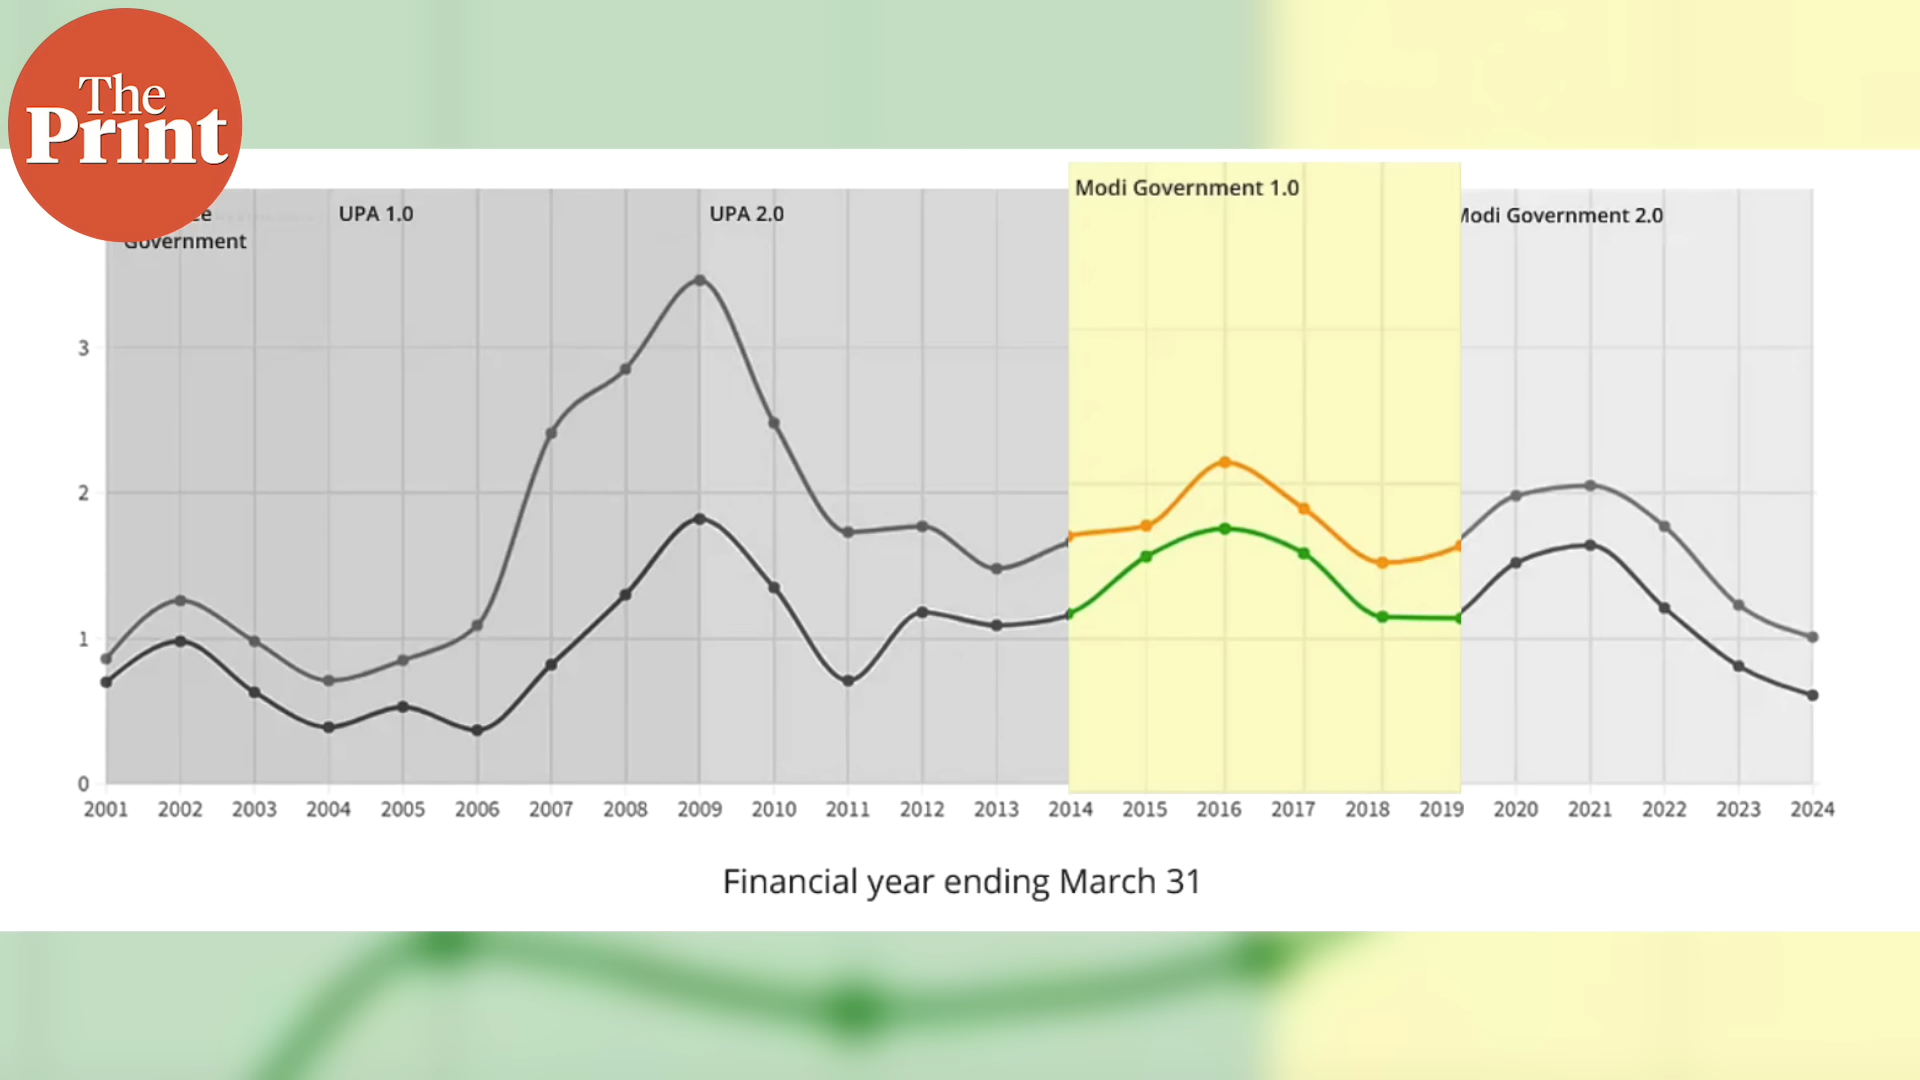 The
Print
UPA 1.0
UPA 2.0
Modi Government 1.0
Modi Government 2.0
Government
3
2
1
0
2001 2002 2003 2004 2005 2006 2007 2008 2009 2010 2011 2012 2013 2014 2015 2016 2017 2018 2019 2020 2021 2022 2023 2024
Financial year ending March 31